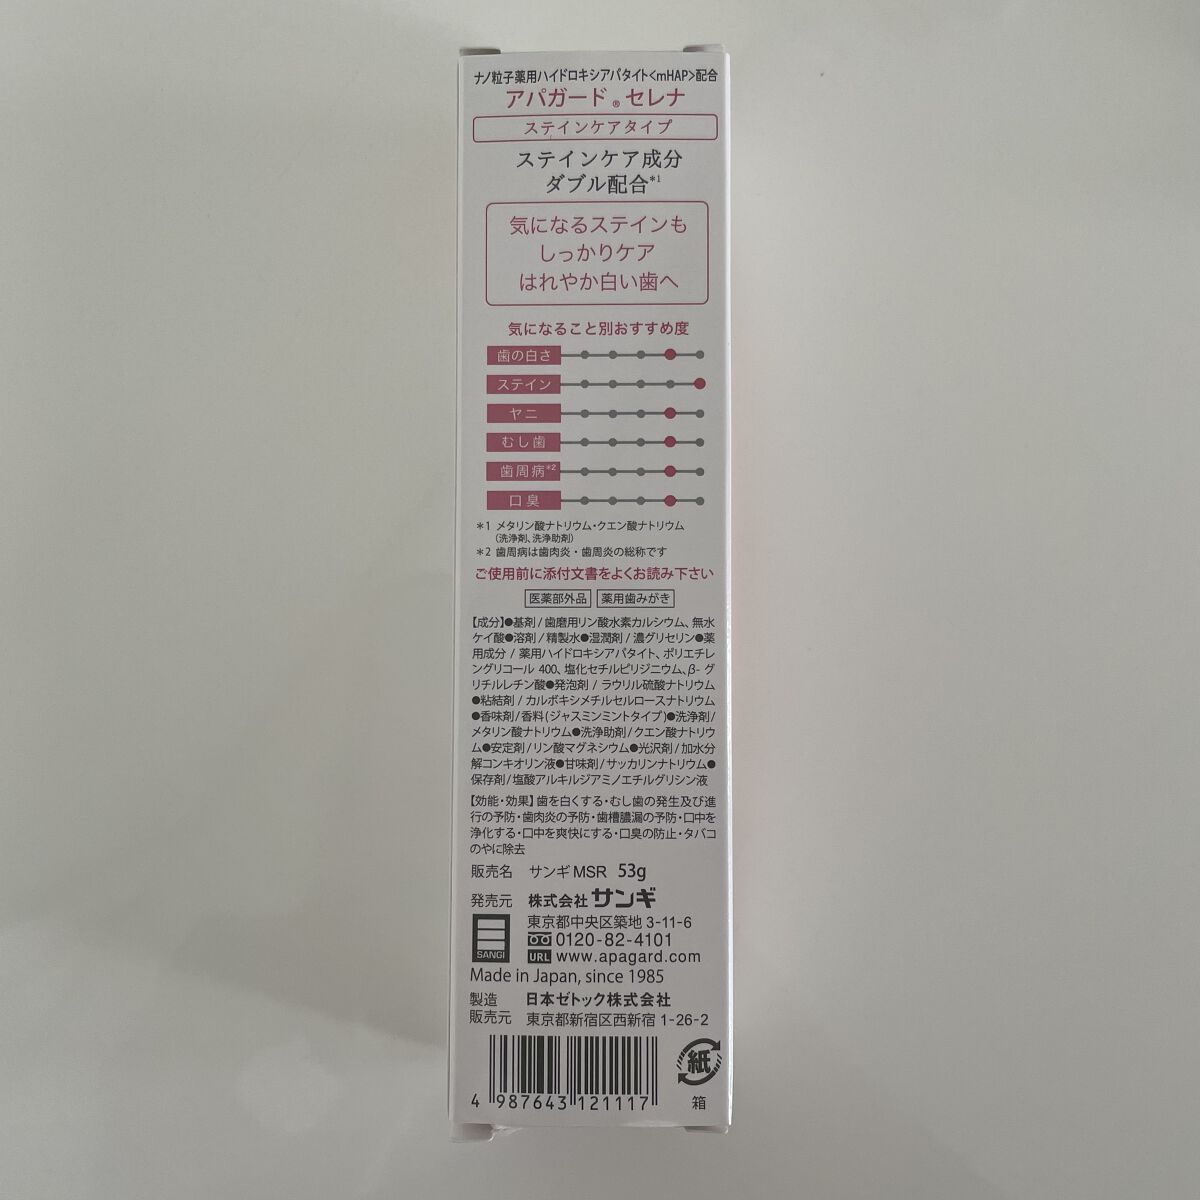 ナノ粒子薬用ハイドロキシアパタイト<mHAP>配合
アパガード®セレナ
ステインケアタイプ
ステインケア成分
ダブル配合*1
気になるステインも
しっかりケア
はれやか白い歯へ
気になること別おすすめ度
歯の白さ
ステイン
ヤニ
むし歯
歯周病*2
口臭
*1 メタリン酸ナトリウム・クエン酸ナトリウム
(洗浄剤、洗浄助剤)
*2 歯周病は歯肉炎・歯周炎の総称です
ご使用前に添付文書をよくお読み下さい
医薬部外品 薬用歯みがき
【成分】●基剤/歯磨用リン酸水素カルシウム、無水
ケイ酸●溶剤/精製水●湿潤剤/濃グリセリン●薬
用成分/薬用ハイドロキシアパタイト、ポリエチレ
ングリコール400、塩化セチルピリジニウム、β-グ
リチルレチン酸●発泡剤/ラウリル硫酸ナトリウム
●粘結剤/カルボキシメチルセルロースナトリウム
●香味剤/香料(ジャスミンミントタイプ)●洗浄剤/
メタリン酸ナトリウム●洗浄助剤/クエン酸ナトリウ
ム●安定剤/リン酸マグネシウム●光沢剤/加水分
解コンキオリン液●甘味剤/サッカリンナトリウム●
保存剤/塩酸アルキルジアミノエチルグリシン液
【効能・効果】歯を白くする・むし歯の発生及び進
行の予防・歯肉炎の予防・歯槽膿漏の予防・口中を
浄化する・口中を爽快にする・口臭の防止・タバコ
のやに除去
販売名 サンギMSR 53g
発売元 株式会社サンギ
東京都中央区築地3-11-6
0120-82-4101
SANGI
URL www.apagard.com
Made in Japan, since 1985
製造 日本ゼトック株式会社
販売元 東京都新宿区西新宿1-26-2
紙
箱
4 987643 121117